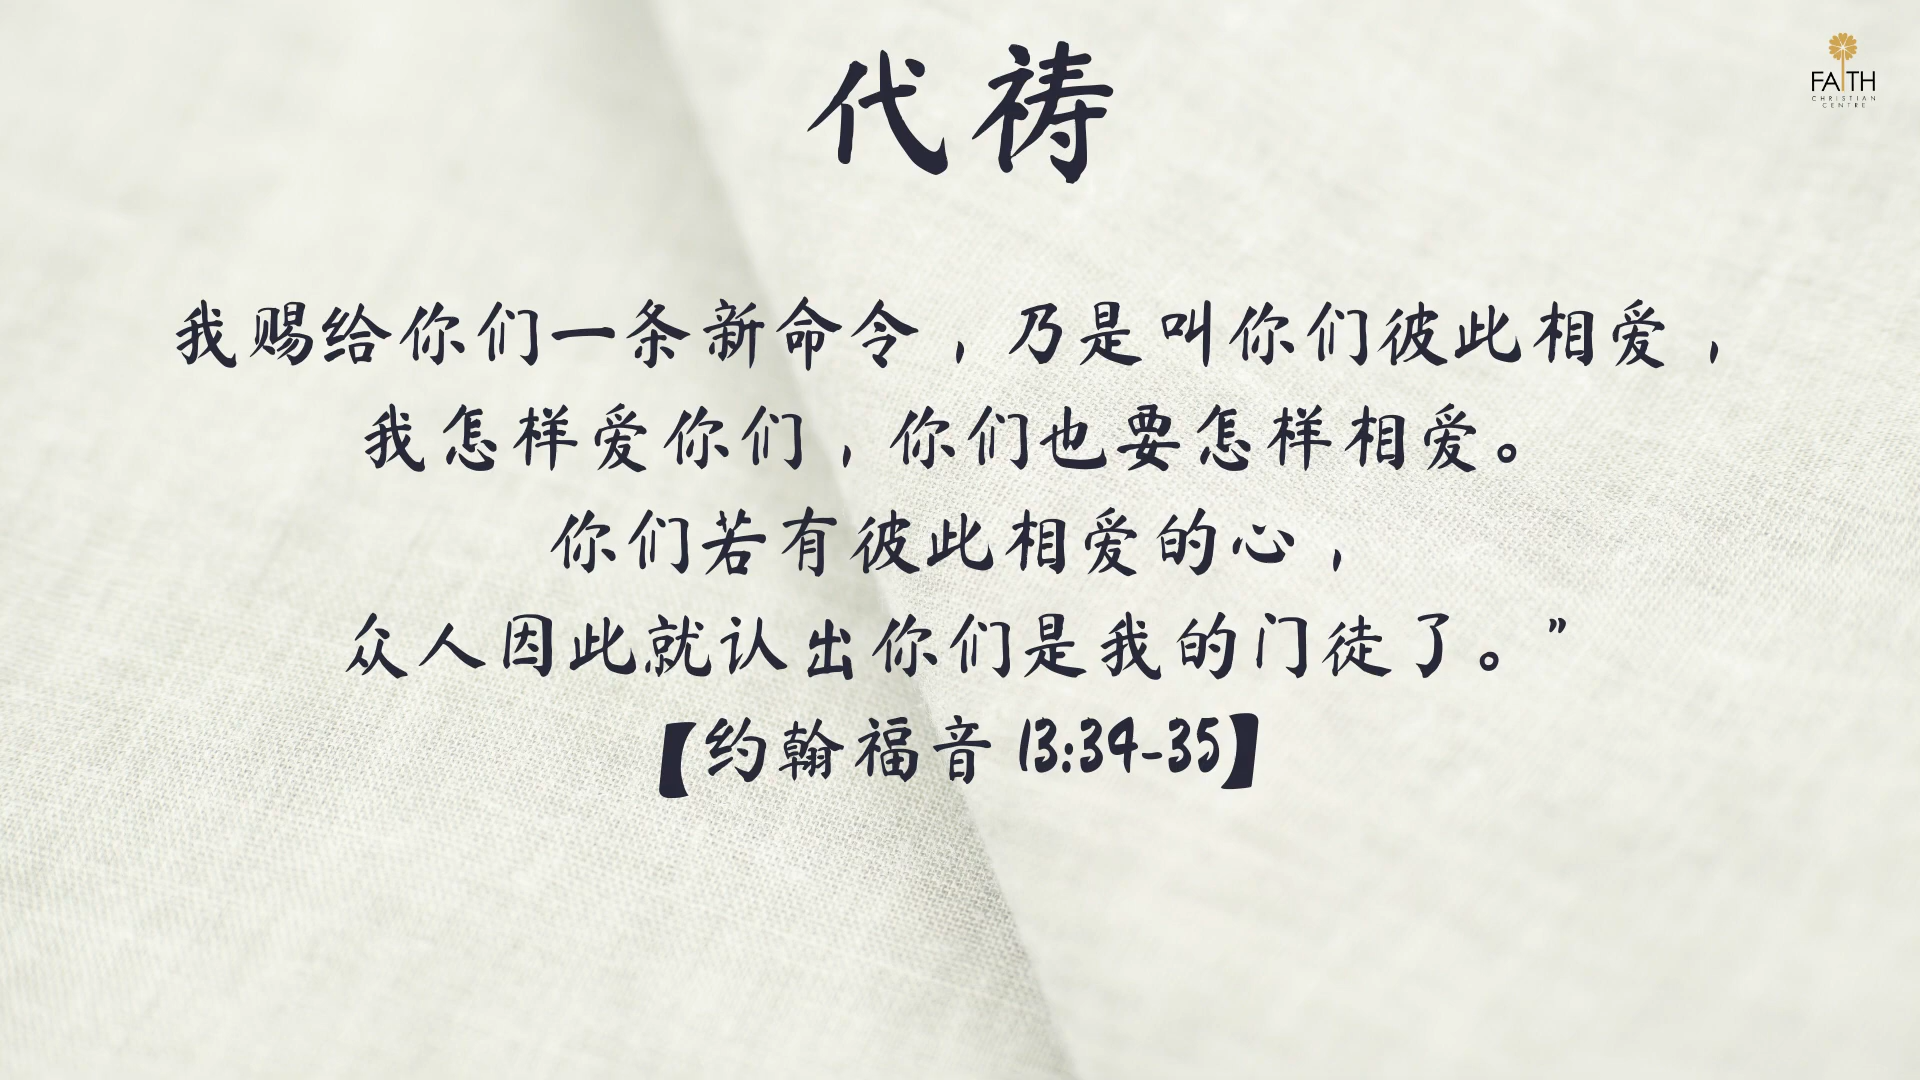 代祷
FAITH
CHRISTIAN
CENTRE
我赐给你们一条新命令，乃是叫你们彼此相爱，
我怎样爱你们，你们也要怎样相爱。
你们若有彼此相爱的心，
众人因此就认出你们是我的门徒了。”
【约翰福音 13:34-35】